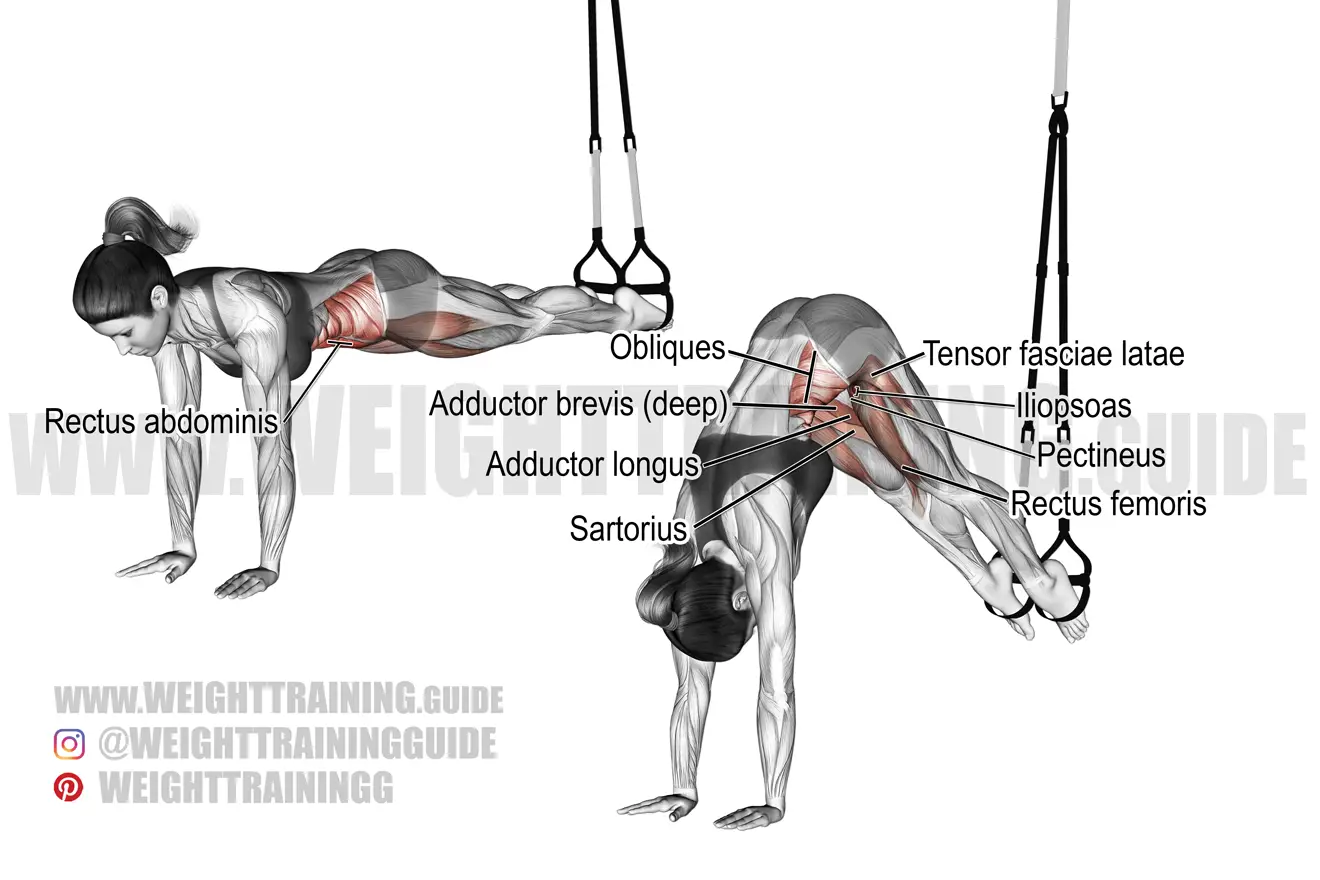 Obliques
Tensor fasciae latae
Adductor brevis (deep)
Iliopsoas
Rectus abdominis
WWW.WEIGHTTRAINING.GUIDE
Adductor longus
Pectineus
Rectus femoris
Sartorius
WWW.WEIGHTTRAINING.GUIDE
@WEIGHTTRAININGGUIDE
WEIGHTTRAININGG